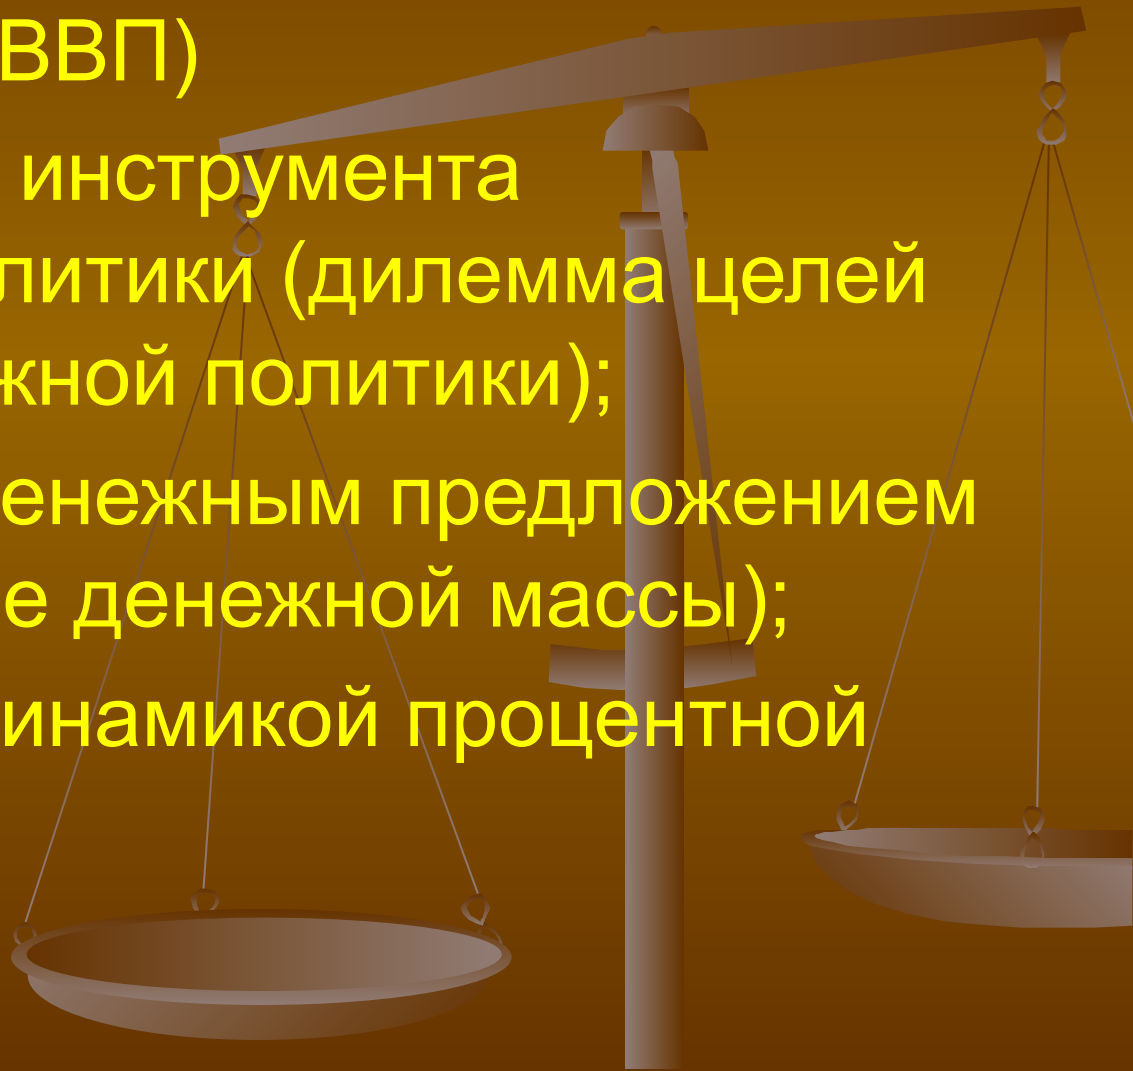 ВВП)
инструмента
литики (дилемма целей
жной политики);
енежным предложением
е денежной массы);
инамикой процентной